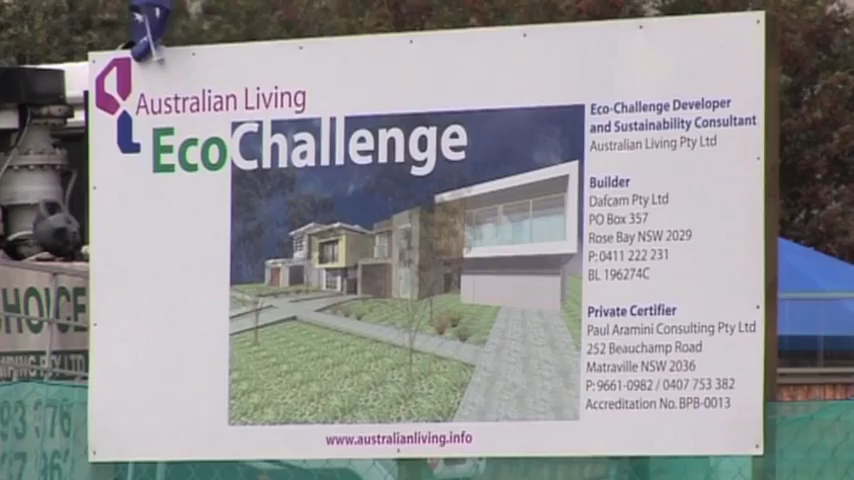 Australian Living
EcoChallenge
Eco-Challenge Developer
and Sustainability Consultant
Australian Living Pty Ltd
Builder
Dafcam Pty Ltd
PO Box 357
Rose Bay NSW 2029
P: 0411 222 231
BL 196274C
Private Certifier
Paul Aramini Consulting Pty Ltd
252 Beauchamp Road
Matraville NSW 2036
P: 9661-0982 / 0407 753 382
Accreditation No. BPB-0013
www.australianliving.info
CHOICE